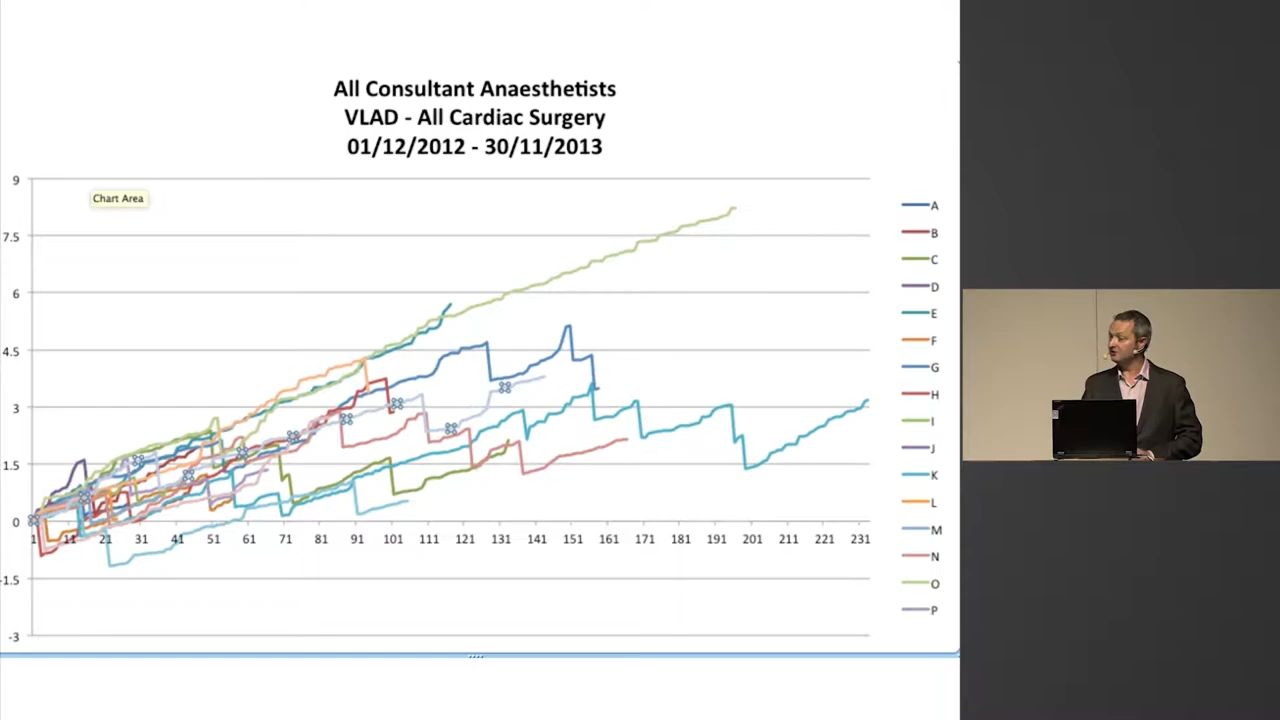 All Consultant Anaesthetists
VLAD - All Cardiac Surgery
01/12/2012 - 30/11/2013
9
Chart Area
7.5
6
4.5
3
1.5
0
1 11 21 31 41 51 61 71 81 91 101 111 121 131 141 151 161 171 181 191 201 211 221 231
-1.5
-3
A
B
C
D
E
F
G
H
I
J
K
L
M
N
O
P